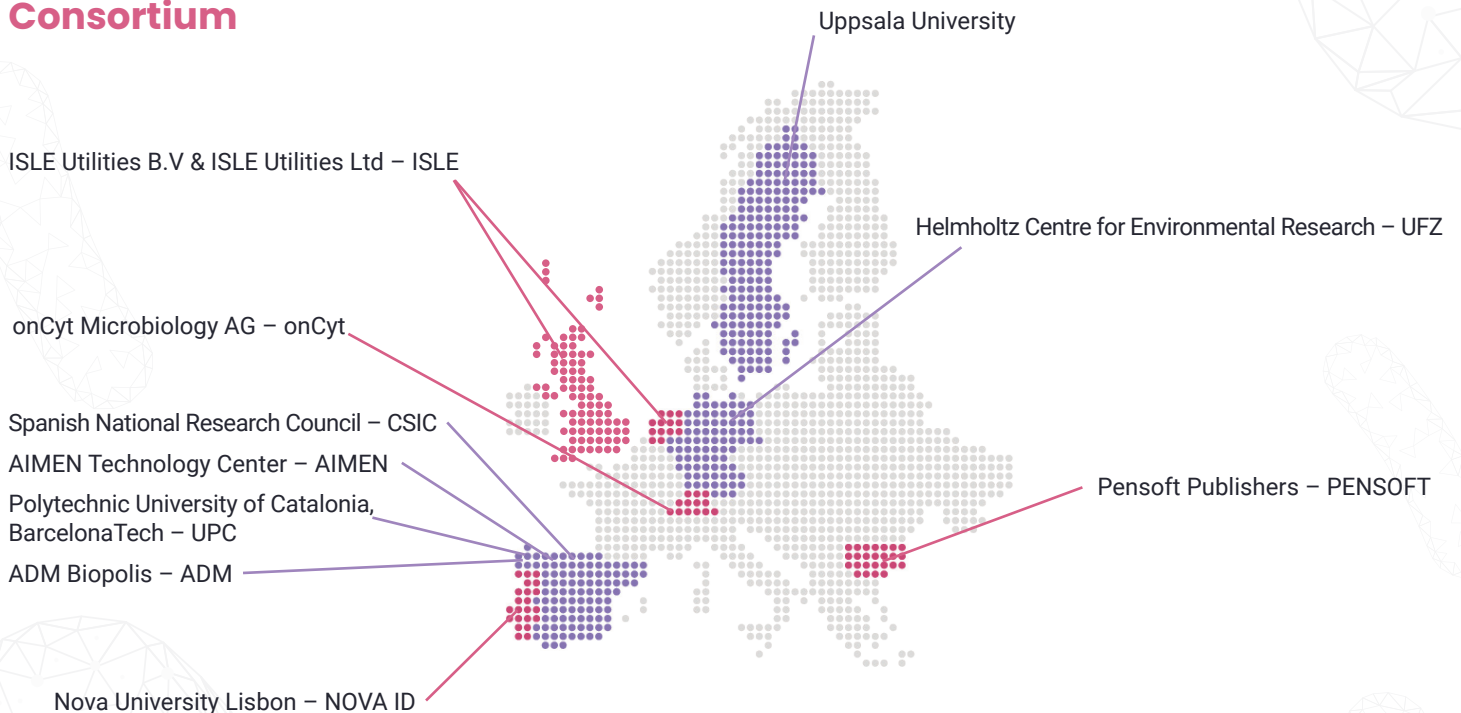 Consortium
Uppsala University
ISLE Utilities B.V & ISLE Utilities Ltd – ISLE
Helmholtz Centre for Environmental Research – UFZ
onCyt Microbiology AG – onCyt
Spanish National Research Council – CSIC
AIMEN Technology Center – AIMEN
Polytechnic University of Catalonia,
BarcelonaTech – UPC
ADM Biopolis – ADM
Pensoft Publishers – PENSOFT
Nova University Lisbon – NOVA ID